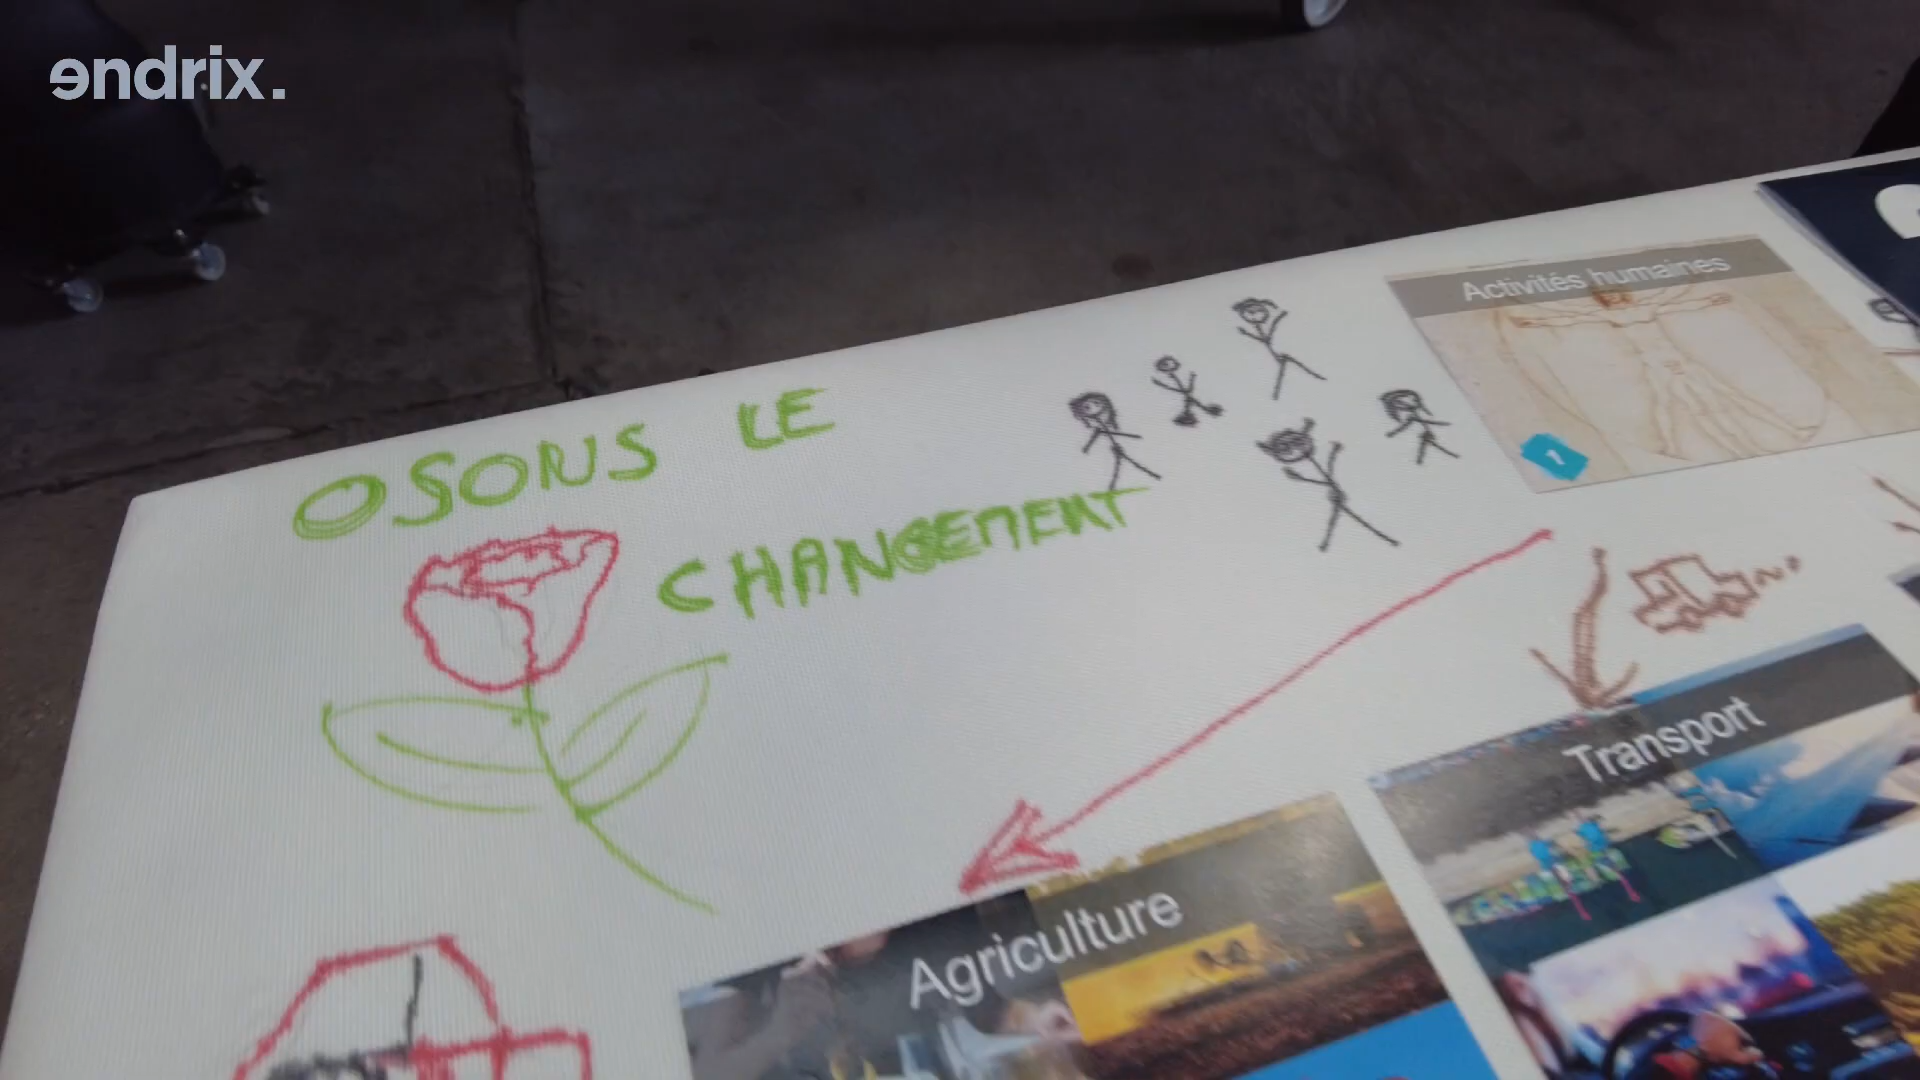 endrix.
OSONS LE
CHANGEMENT
Activités humaines
1
Transport
Agriculture